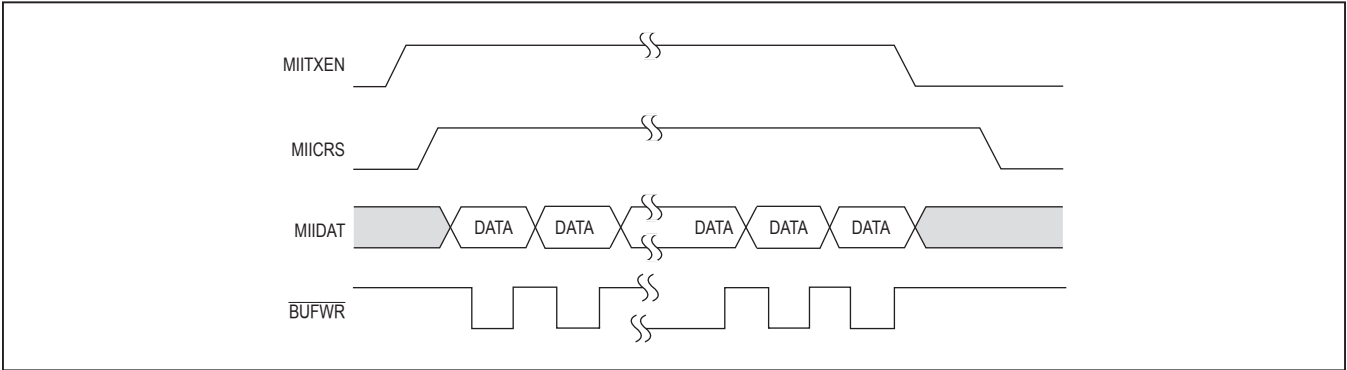 MIITXEN
MIICRS
MIIDAT DATA DATA DATA DATA DATA
BUFWR